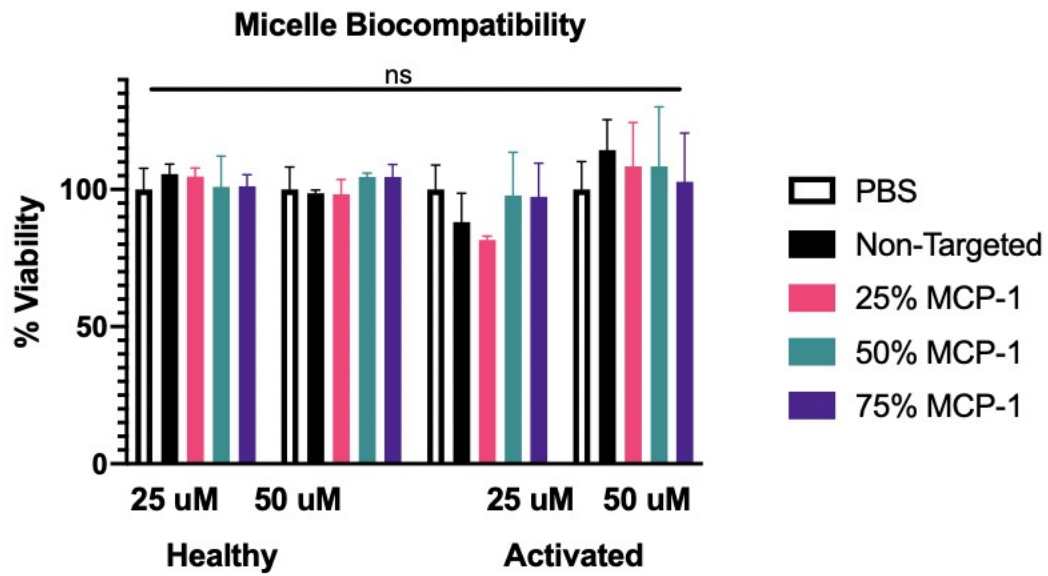 Micelle Biocompatibility
ns
% Viability
100
50
0
25 uM 50 uM 25 uM 50 uM
Healthy Activated
PBS
Non-Targeted
25% MCP-1
50% MCP-1
75% MCP-1